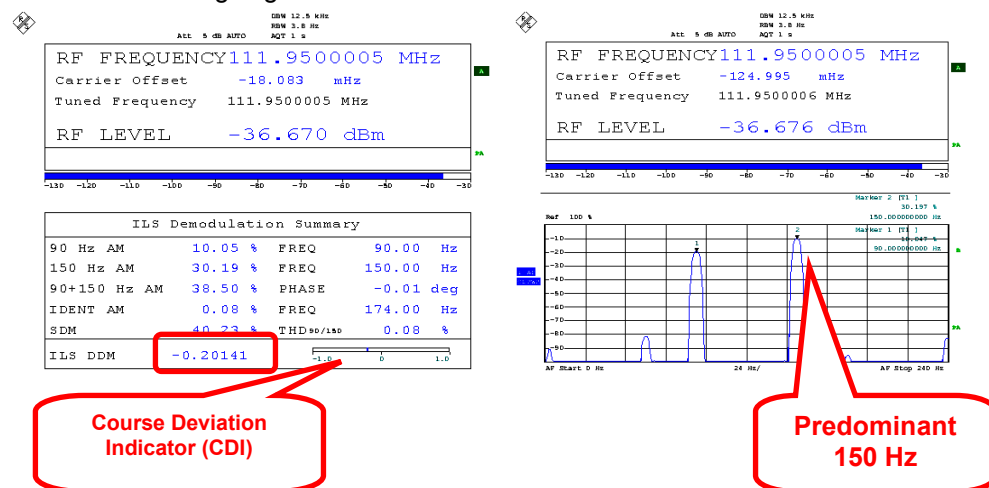 DBW 12.5 kHz
RBW 3.8 Hz
Att 5 dB AUTO AQT 1 s
RF FREQUENCY 111.9500005 MHz
Carrier Offset -18.083 mHz
Tuned Frequency 111.9500005 MHz
RF LEVEL -36.670 dBm
A
PA
-130 -120 -110 -100 -90 -80 -70 -60 -50 -40 -30
ILS Demodulation Summary
90 Hz AM 10.05 % FREQ 90.00 Hz
150 Hz AM 30.19 % FREQ 150.00 Hz
90+150 Hz AM 38.50 % PHASE -0.01 deg
IDENT AM 0.08 % FREQ 174.00 Hz
SDM 40.23 % THD 90/150 0.08 %
ILS DDM -0.20141 -1.0 0 1.0
Course Deviation
Indicator (CDI)
DBW 12.5 kHz
RBW 3.8 Hz
Att 5 dB AUTO AQT 1 s
RF FREQUENCY 111.9500005 MHz
Carrier Offset -124.995 mHz
Tuned Frequency 111.9500006 MHz
RF LEVEL -36.676 dBm
A
PA
-130 -120 -110 -100 -90 -80 -70 -60 -50 -40 -30
Marker 2 [T1 ]
30.197 %
Ref 100 % 150.000000000 Hz
Marker 1 [T1 ]
10.047 %
90.000000000 Hz
1
2
-10
-20
-30
-40
-50
-60
-70
-80
-90
PA
AF Start 0 Hz 24 Hz/ AF Stop 240 Hz
Predominant
150 Hz